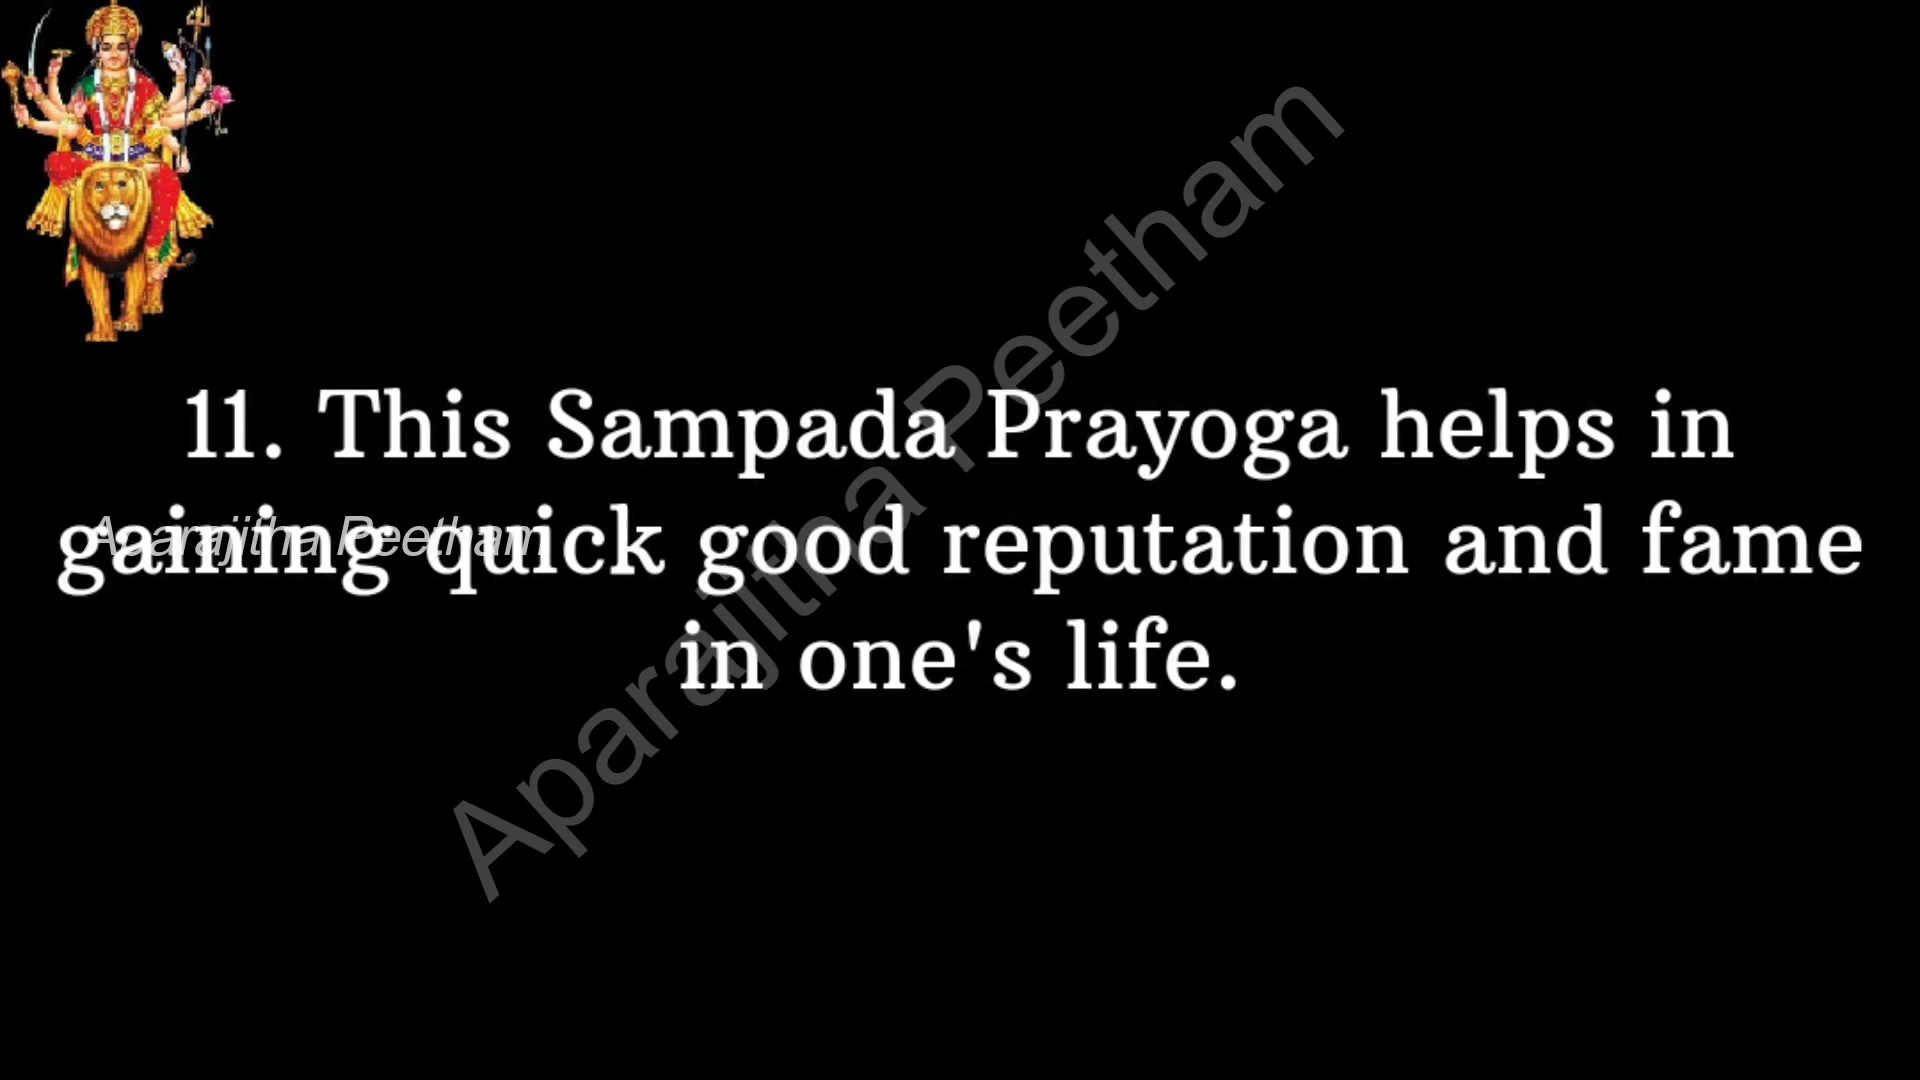 11. This Sampada Prayoga helps in
gaining quick good reputation and fame
in one's life.
Aparajitha Peetham
Aparajitha Peetham